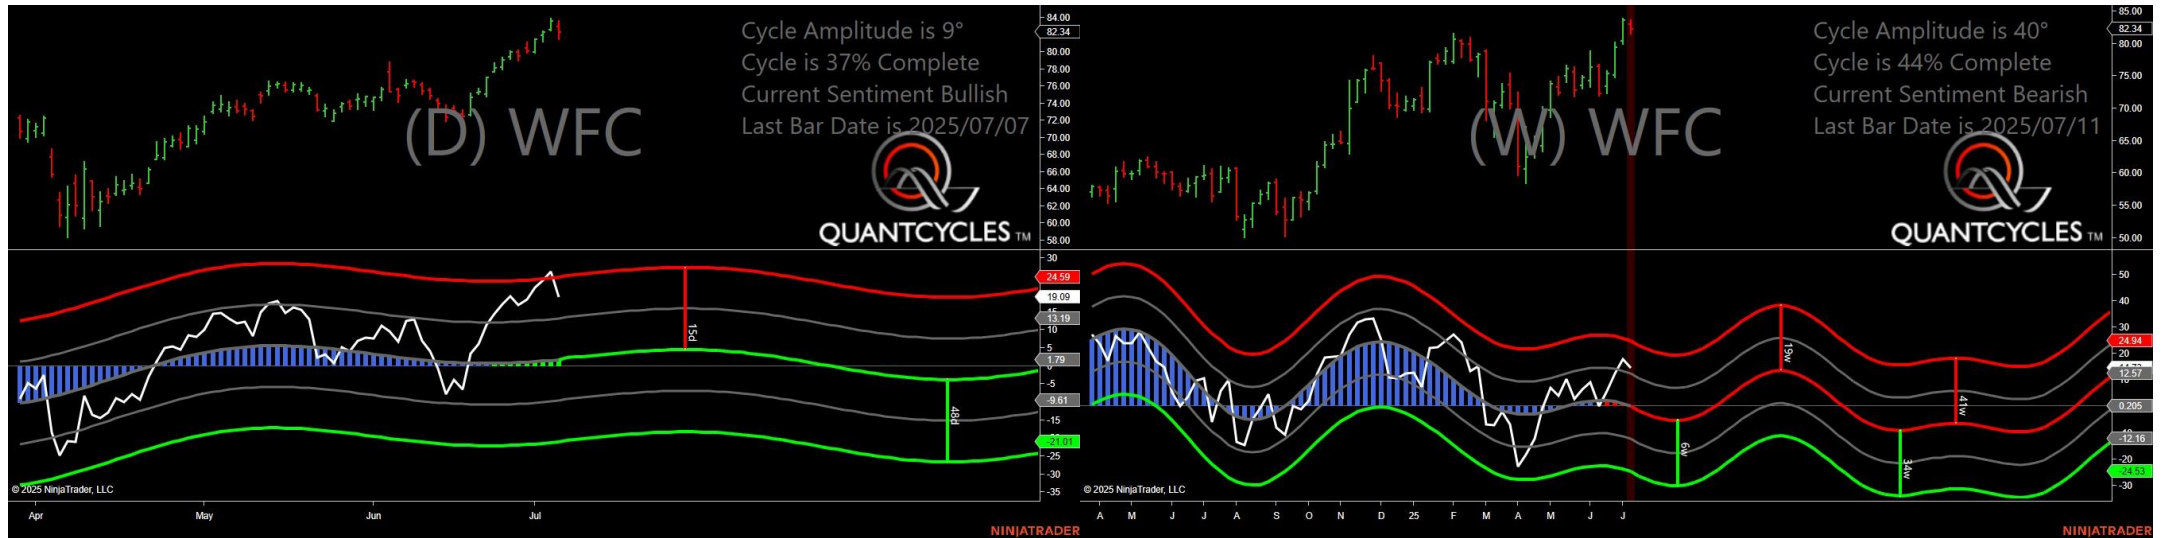 Cycle Amplitude is 9°
Cycle is 37% Complete
Current Sentiment Bullish
Last Bar Date is 2025/07/07
(D) WFC
QUANTCYCLES TM
84.00
82.34
80.00
78.00
76.00
74.00
72.00
70.00
68.00
66.00
64.00
62.00
60.00
58.00
30
24.59
19.09
13.19
10
5
1.79
0
-5
-9.61
-15
-21.01
-25
-30
-35
15d
48d
© 2025 NinjaTrader, LLC
Apr May Jun Jul
NINJATRADER
Cycle Amplitude is 40°
Cycle is 44% Complete
Current Sentiment Bearish
Last Bar Date is 2025/07/11
(W) WFC
QUANTCYCLES TM
85.00
82.34
80.00
75.00
70.00
65.00
60.00
55.00
50.00
50
40
30
24.94
20
12.57
0.205
-12.16
-20
-24.53
-30
19w
41w
6w
34w
© 2025 NinjaTrader, LLC
A M J J A S O N D 25 F M A M J J
NINJATRADER